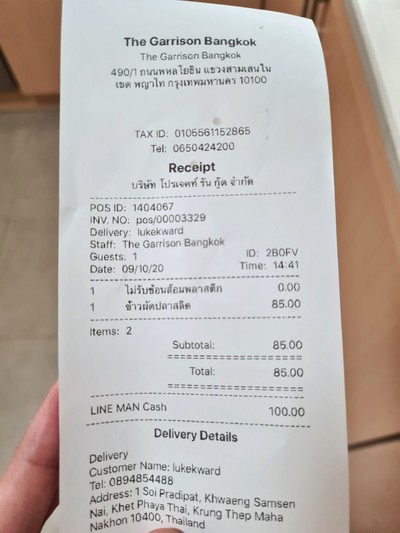 The Garrison Bangkok
The Garrison Bangkok
490/1 ถนนพหลโยธิน แขวงสามเสนใน
เขต พญาไท กรุงเทพมหานคร 10100
TAX ID: 0106561152865
Tel: 0650424200
Receipt
บริษัท โปรเจคท์ รัน กู้ด จำกัด
POS ID: 1404067
INV. NO: pos/00003329
Delivery: lukekward
Staff: The Garrison Bangkok
Guests: 1 ID: 2B0FV
Date: 09/10/20 Time: 14:41
1 ไม่รับช้อนส้อมพลาสติก 0.00
1 ข้าวผัดปลาสลิด 85.00
Items: 2
Subtotal: 85.00
Total: 85.00
LINE MAN Cash 100.00
Delivery Details
Delivery
Customer Name: lukekward
Tel: 0894854488
Address: 1 Soi Pradipat, Khwaeng Samsen
Nai, Khet Phaya Thai, Krung Thep Maha
Nakhon 10400, Thailand